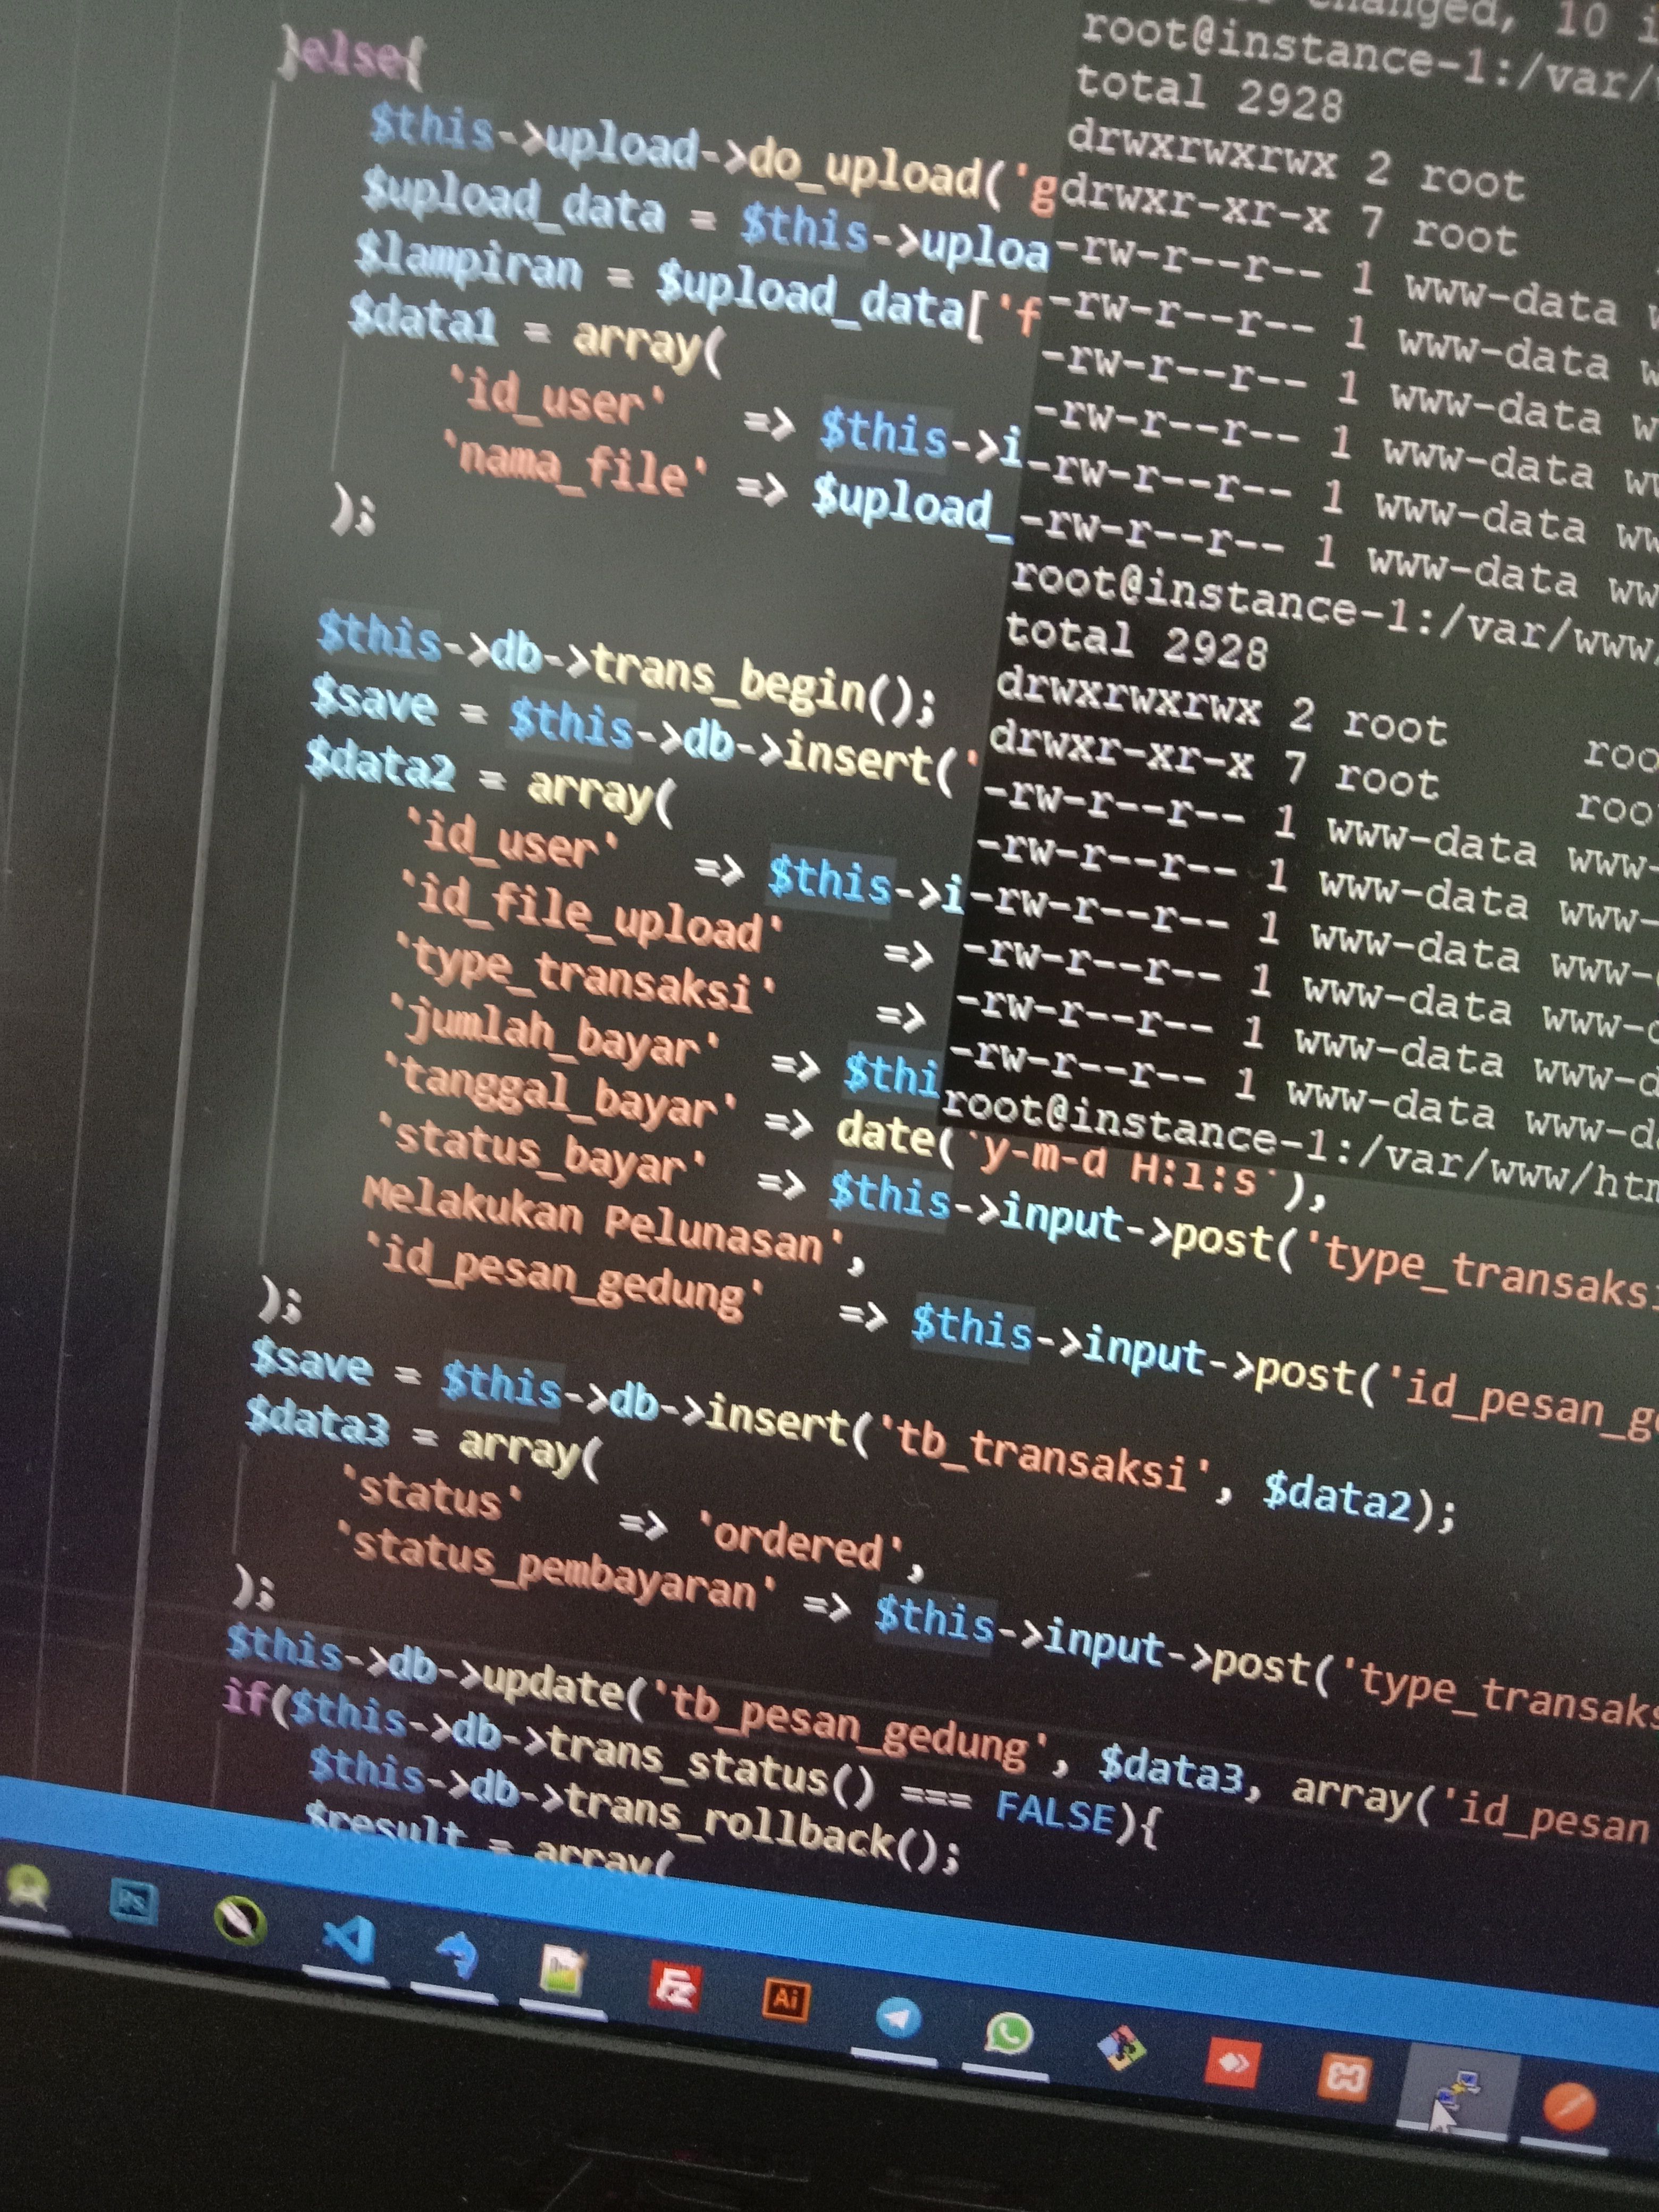 }else{
$this->upload->do_upload('g
$upload_data = $this->uploa
$lampiran = $upload_data['f
$data1 = array(
'id_user' => $this->i
'nama_file' => $upload_
);
$this->db->trans_begin();
$save = $this->db->insert('
$data2 = array(
'id_user' => $this->i
'id_file_upload' =>
'type_transaksi' =>
'jumlah_bayar' => $thi
'tanggal_bayar' => date('y-m-d H:i:s'),
'status_bayar' => $this->input->post('type_transaksi
Melakukan Pelunasan',
'id_pesan_gedung' => $this->input->post('id_pesan_ge
);
$save = $this->db->insert('tb_transaksi', $data2);
$data3 = array(
'status' => 'ordered',
'status_pembayaran' => $this->input->post('type_transaks
);
$this->db->update('tb_pesan_gedung', $data3, array('id_pesan
if($this->db->trans_status() === FALSE){
$this->db->trans_rollback();
$result = array(
changed, 10 i
root@instance-1:/var/
total 2928
drwxrwxrwx 2 root
drwxr-xr-x 7 root
-rw-r--r-- 1 www-data w
-rw-r--r-- 1 www-data w
-rw-r--r-- 1 www-data w
-rw-r--r-- 1 www-data ww
-rw-r--r-- 1 www-data ww
-rw-r--r-- 1 www-data ww
root@instance-1:/var/www/
total 2928
drwxrwxrwx 2 root roo
drwxr-xr-x 7 root roo
-rw-r--r-- 1 www-data www-
-rw-r--r-- 1 www-data www-
-rw-r--r-- 1 www-data www-
-rw-r--r-- 1 www-data www-d
-rw-r--r-- 1 www-data www-d
-rw-r--r-- 1 www-data www-da
root@instance-1:/var/www/htm
Ps
Fz
Ai